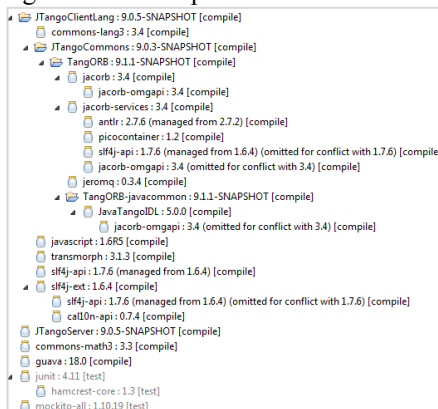 JTangoClientLang : 9.0.5-SNAPSHOT [compile]
commons-lang3 : 3.4 [compile]
JTangoCommons : 9.0.3-SNAPSHOT [compile]
TangORB : 9.1.1-SNAPSHOT [compile]
jacorb : 3.4 [compile]
jacorb-omgapi : 3.4 [compile]
jacorb-services : 3.4 [compile]
antlr : 2.7.6 (managed from 2.7.2) [compile]
picocontainer : 1.2 [compile]
slf4j-api : 1.7.6 (managed from 1.6.4) (omitted for conflict with 1.7.6) [compile
jacorb-omgapi : 3.4 (omitted for conflict with 3.4) [compile]
jeromq : 0.3.4 [compile]
TangORB-javacommon : 9.1.1-SNAPSHOT [compile]
JavaTangoIDL : 5.0.0 [compile]
jacorb-omgapi : 3.4 (omitted for conflict with 3.4) [compile]
javascript : 1.6R5 [compile]
transmorph : 3.1.3 [compile]
slf4j-api : 1.7.6 (managed from 1.6.4) [compile]
slf4j-ext : 1.6.4 [compile]
slf4j-api : 1.7.6 (managed from 1.6.4) (omitted for conflict with 1.7.6) [compile]
cal10n-api : 0.7.4 [compile]
JTangoServer : 9.0.5-SNAPSHOT [compile]
commons-math3 : 3.3 [compile]
guava : 18.0 [compile]
junit : 4.11 [test]
hamcrest-core : 1.3 [test]
mockito-all : 1.10.19 [test]